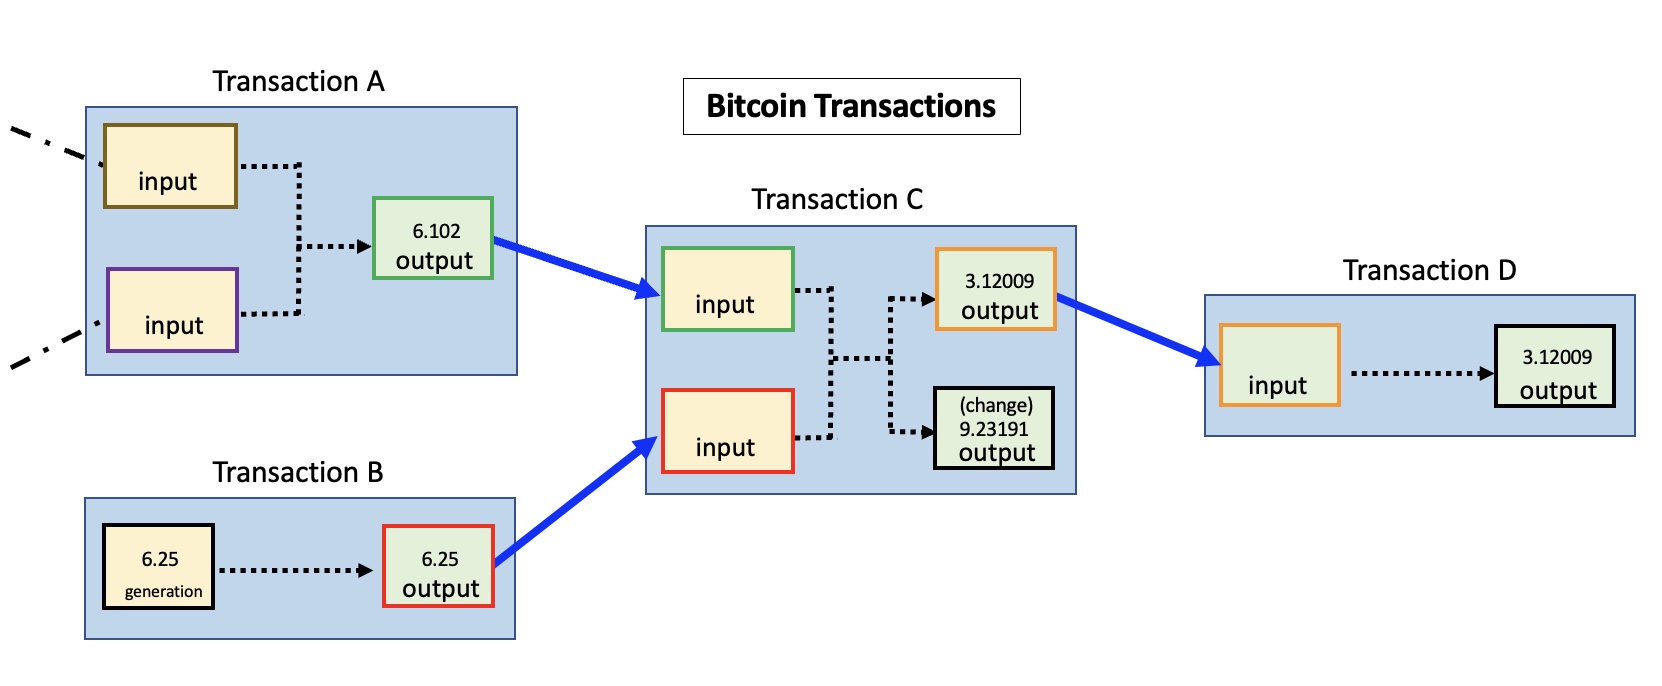 Transaction A
Bitcoin Transactions
input
6.102
output
input
Transaction C
input
3.12009
output
input
(change)
9.23191
output
Transaction D
input
3.12009
output
Transaction B
6.25
generation
6.25
output